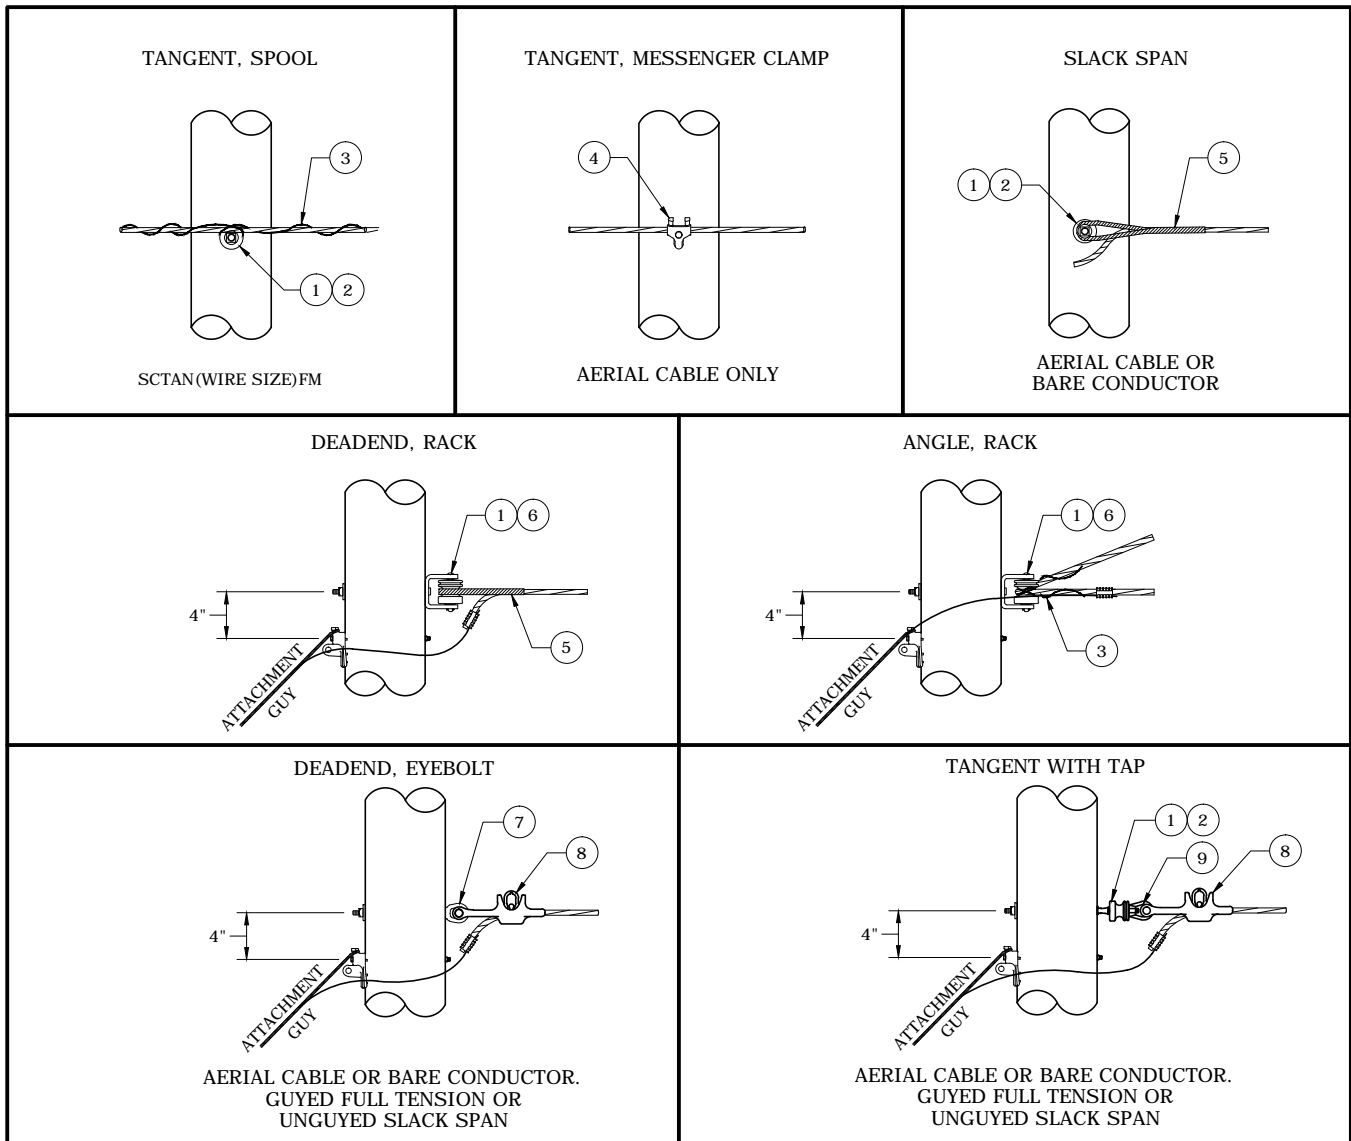 TANGENT, SPOOL
3
1 2
SCTAN(WIRE SIZE)FM
TANGENT, MESSENGER CLAMP
4
AERIAL CABLE ONLY
SLACK SPAN
1 2
5
AERIAL CABLE OR
BARE CONDUCTOR
DEADEND, RACK
1 6
4"
5
ATTACHMENT
GUY
ANGLE, RACK
1 6
4"
3
ATTACHMENT
GUY
DEADEND, EYEBOLT
7
8
4"
ATTACHMENT
GUY
AERIAL CABLE OR BARE CONDUCTOR.
GUYED FULL TENSION OR
UNGUYED SLACK SPAN
TANGENT WITH TAP
1 2
9
8
4"
ATTACHMENT
GUY
AERIAL CABLE OR BARE CONDUCTOR.
GUYED FULL TENSION OR
UNGUYED SLACK SPAN